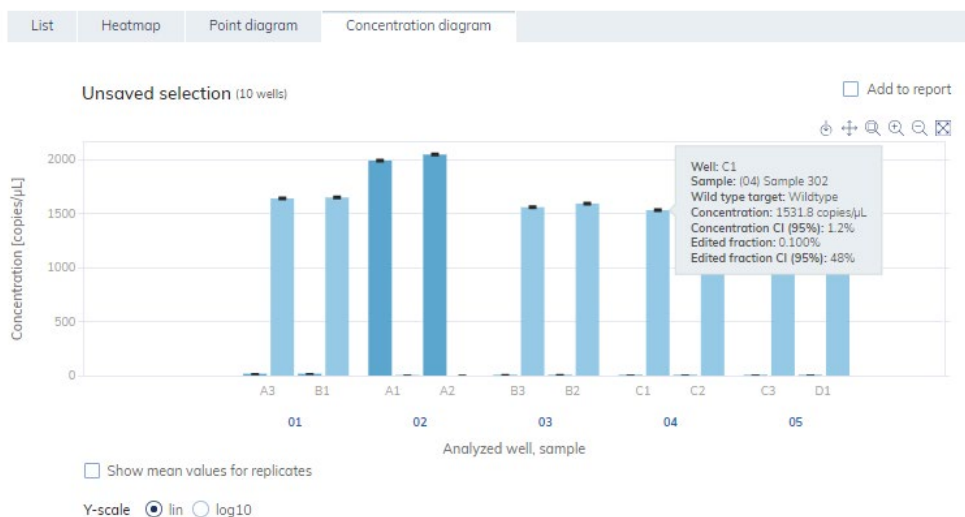 List Heatmap Point diagram Concentration diagram
Unsaved selection (10 wells)
Add to report
Concentration [copies/µL]
2000
1500
1000
500
0
Well: C1
Sample: (04) Sample 302
Wild type target: Wildtype
Concentration: 1531.8 copies/µL
Concentration CI (95%): 1.2%
Edited fraction: 0.100%
Edited fraction CI (95%): 48%
A3 B1 A1 A2 B3 B2 C1 C2 C3 D1
01 02 03 04 05
Analyzed well, sample
Show mean values for replicates
Y-scale lin log10